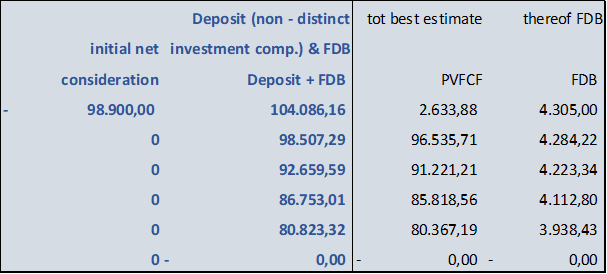 Deposit (non - distinct tot best estimate thereof FDB
initial net investment comp.) & FDB
consideration Deposit + FDB PVFCF FDB
- 98.900,00 104.086,16 2.633,88 4.305,00
0 98.507,29 96.535,71 4.284,22
0 92.659,59 91.221,21 4.223,34
0 86.753,01 85.818,56 4.112,80
0 80.823,32 80.367,19 3.938,43
0 - 0,00 - 0,00 - 0,00